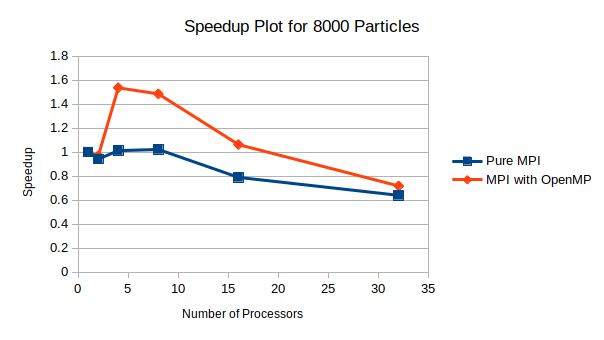 Speedup Plot for 8000 Particles
1.8
1.6
1.4
1.2
1
0.8
0.6
0.4
0.2
0
Speedup
0 5 10 15 20 25 30 35
Number of Processors
Pure MPI
MPI with OpenMP